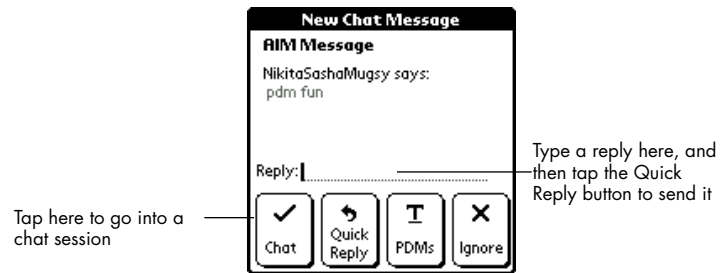 New Chat Message
AIM Message
NikitaSashaMugsy says:
pdm fun
Reply:
Type a reply here, and
then tap the Quick
Reply button to send it
Tap here to go into a
chat session
Chat
Quick
Reply
PDMs
Ignore